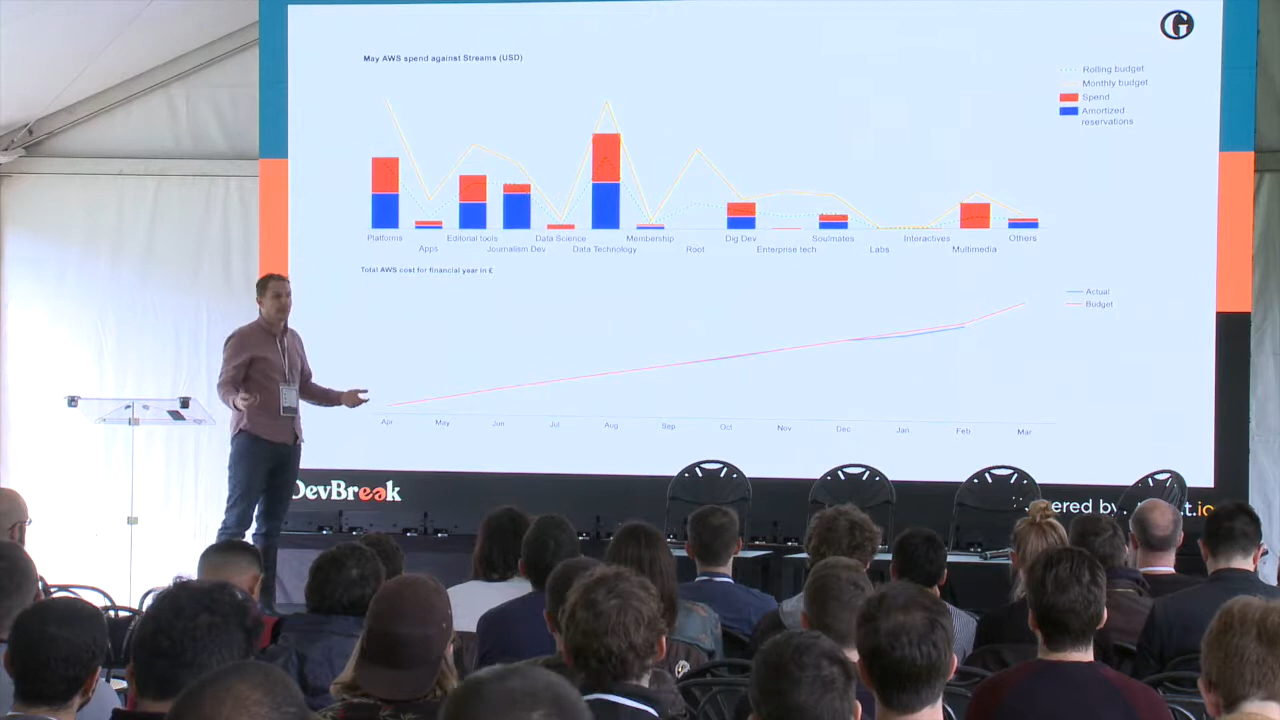 G
May AWS spend against Streams (USD)
Rolling budget
Monthly budget
Spend
Amortized
reservations
Platforms
Editorial tools
Data Science
Membership
Dig Dev
Soulmates
Interactives
Others
Apps
Journalism Dev
Data Technology
Root
Enterprise tech
Labs
Multimedia
Total AWS cost for financial year in £
Actual
Budget
Apr
May
Jun
Jul
Aug
Sep
Oct
Nov
Dec
Jan
Feb
Mar
DevBreak